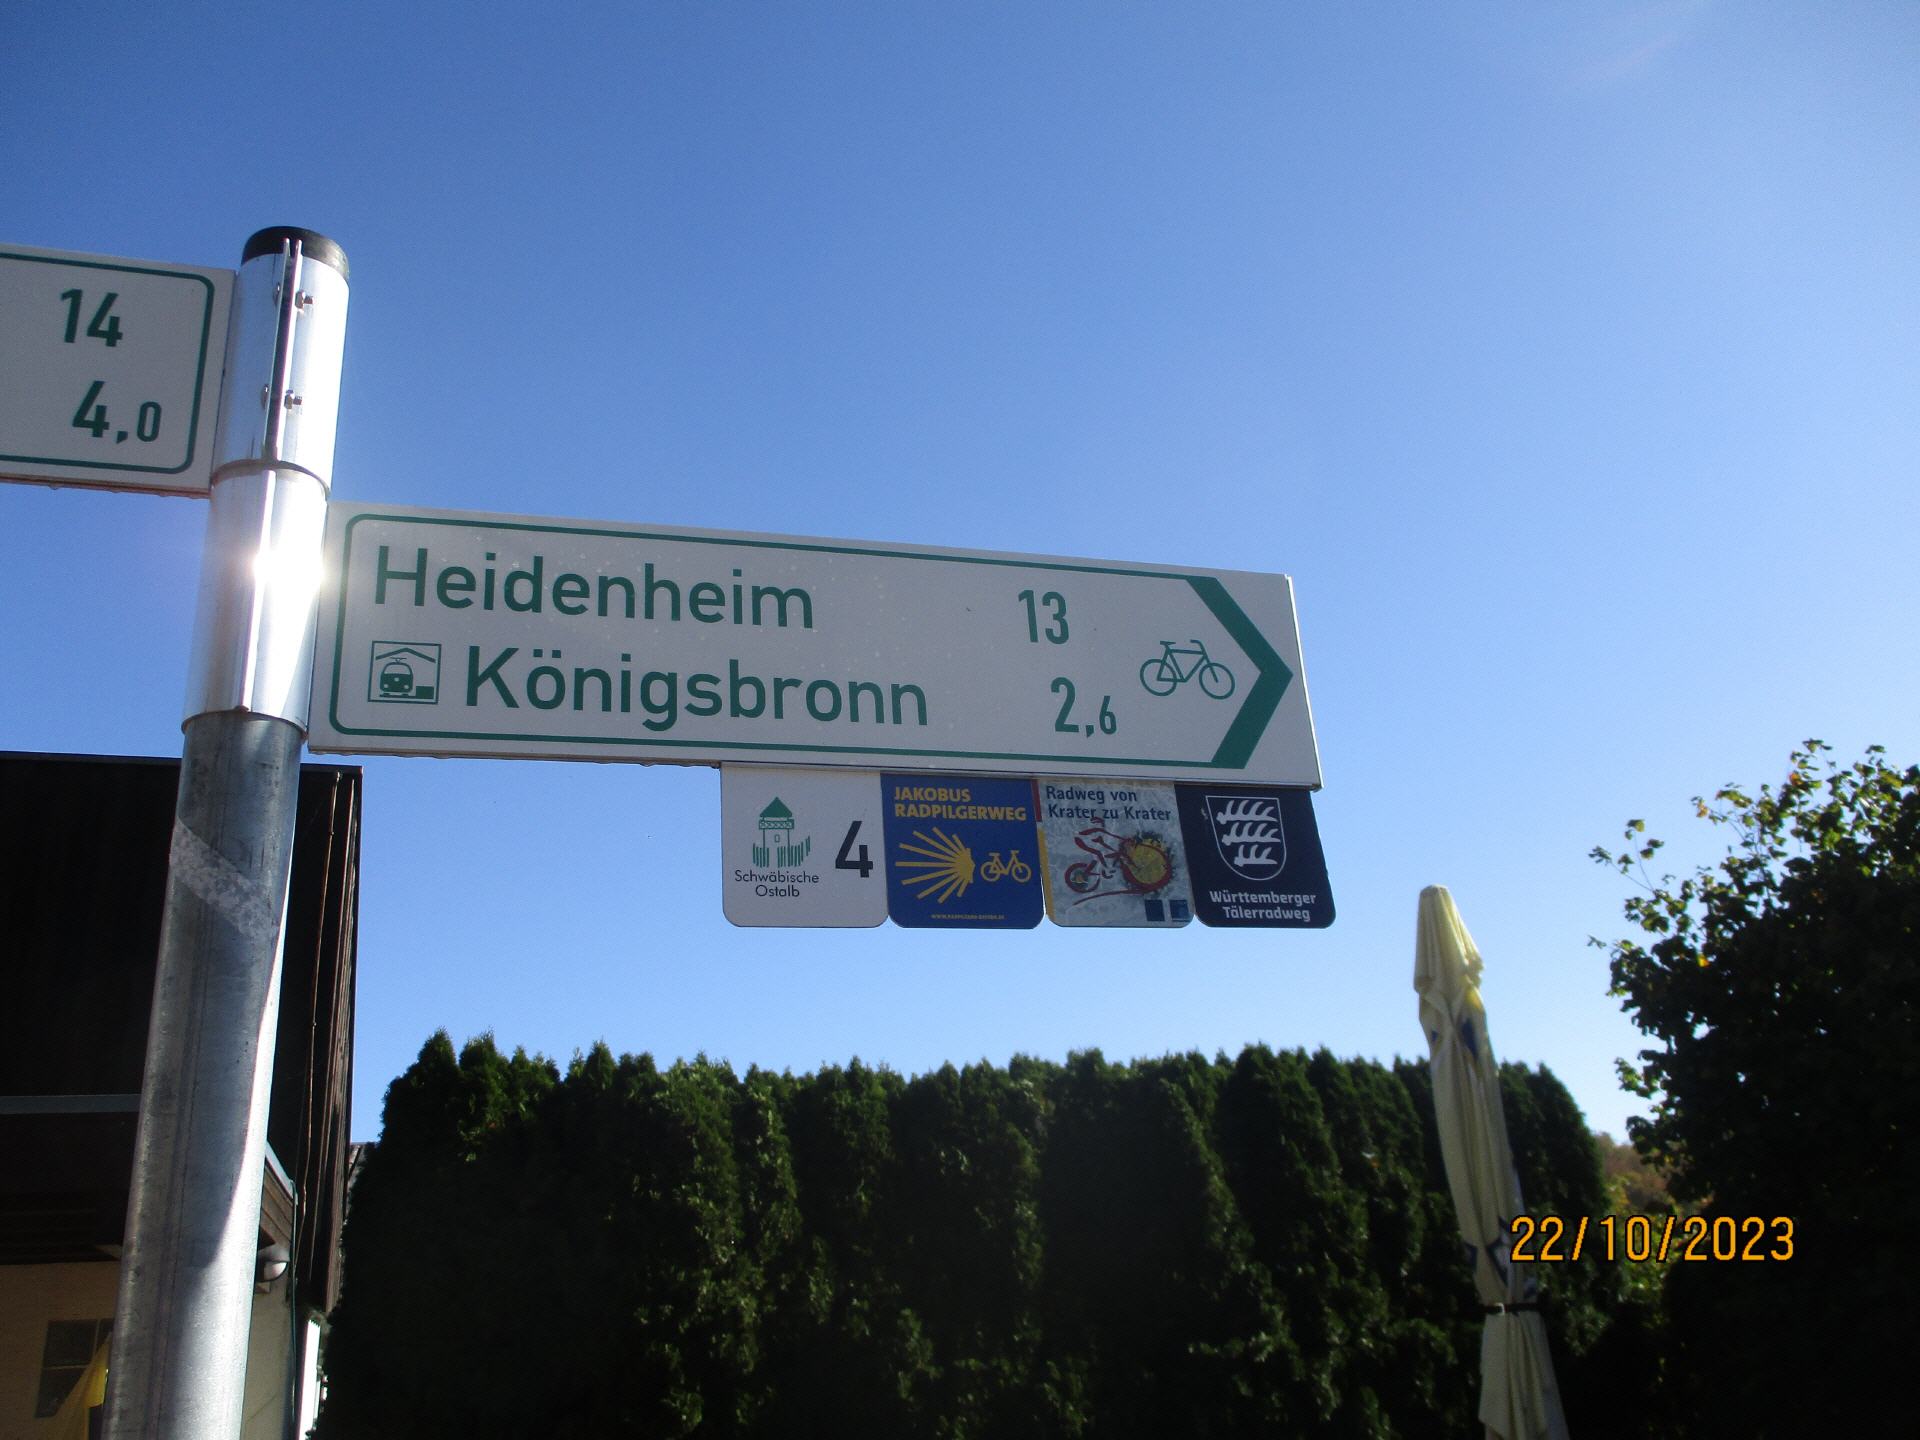 14
4,0
Heidenheim 13
Königsbronn 2,6
4
Schwäbische
Ostalb
JAKOBUS
RADPILGERWEG
Radweg von
Krater zu Krater
Württemberger
Tälerradweg
22/10/2023